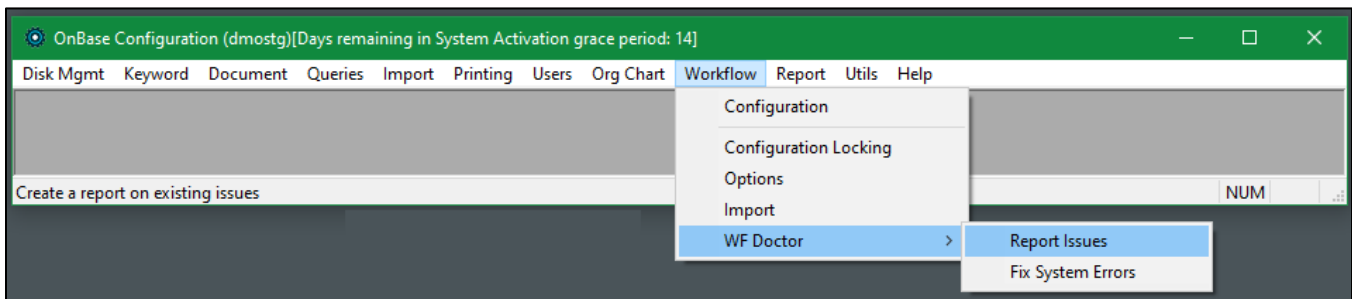 OnBase Configuration (dmostg)[Days remaining in System Activation grace period: 14]
Disk Mgmt Keyword Document Queries Import Printing Users Org Chart Workflow Report Utils Help
Configuration
Configuration Locking
Options
Import
WF Doctor >
Report Issues
Fix System Errors
Create a report on existing issues
NUM